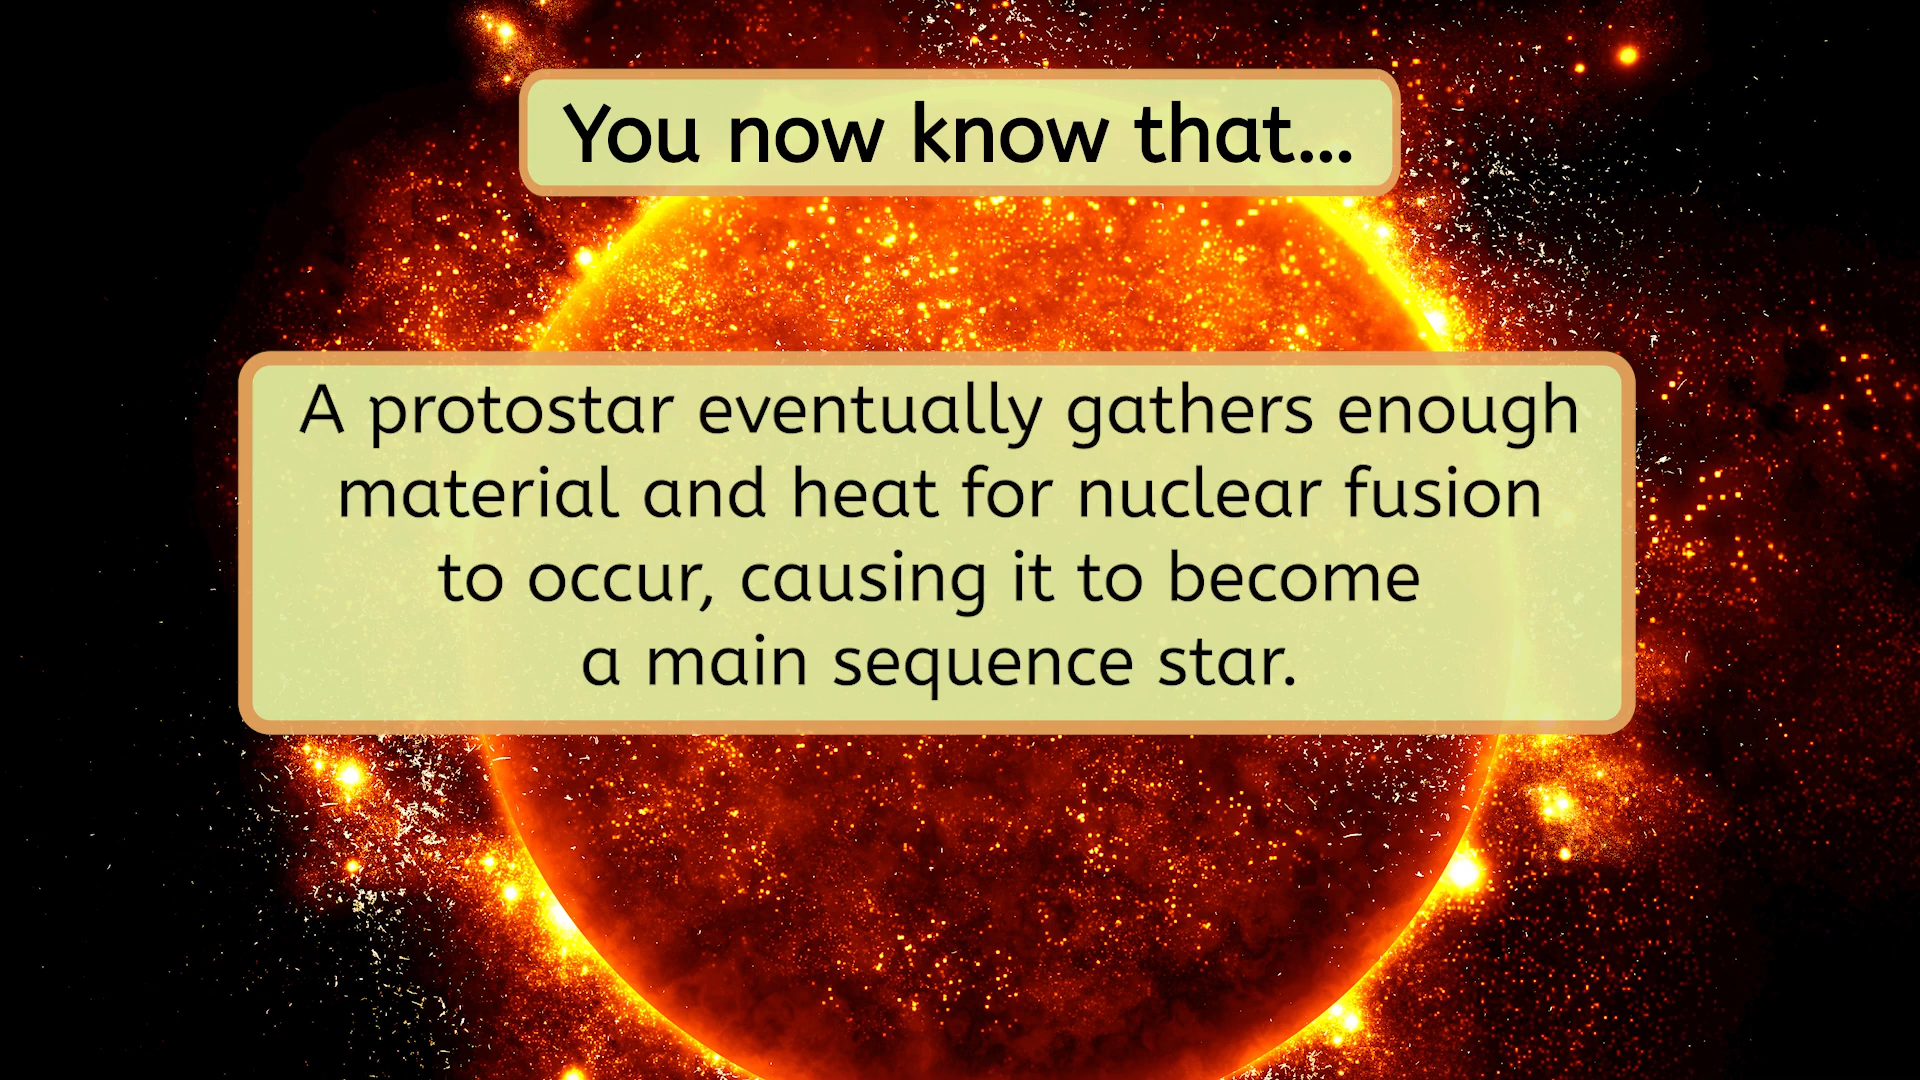 You now know that...
A protostar eventually gathers enough
material and heat for nuclear fusion
to occur, causing it to become
a main sequence star.